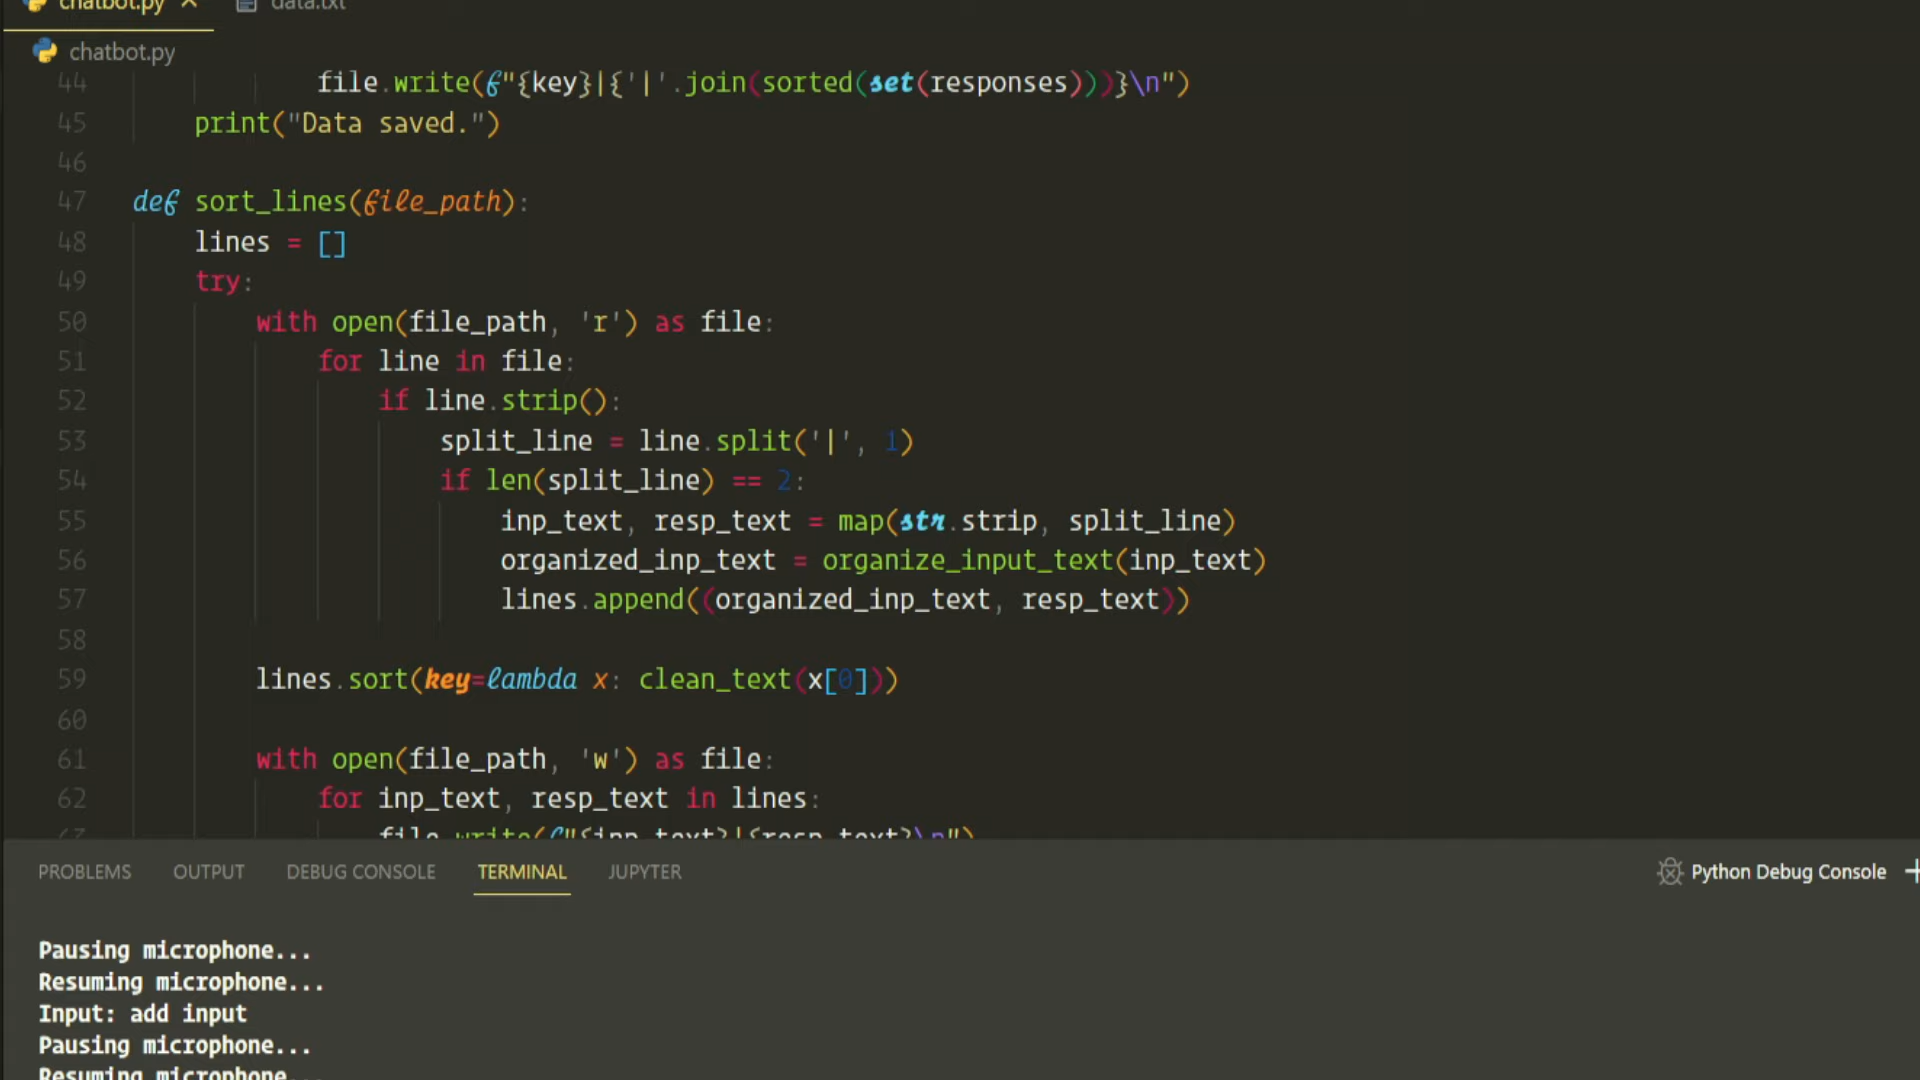 chatbot.py × data.txt
chatbot.py
44 file.write(f"{key}|{'|'.join(sorted(set(responses)))}\n")
45 print("Data saved.")
46
47 def sort_lines(file_path):
48 lines = []
49 try:
50 with open(file_path, 'r') as file:
51 for line in file:
52 if line.strip():
53 split_line = line.split('|', 1)
54 if len(split_line) == 2:
55 inp_text, resp_text = map(str.strip, split_line)
56 organized_inp_text = organize_input_text(inp_text)
57 lines.append((organized_inp_text, resp_text))
58
59 lines.sort(key=lambda x: clean_text(x[0]))
60
61 with open(file_path, 'w') as file:
62 for inp_text, resp_text in lines:
63 file.write(f"{inp_text}|{resp_text}\n")
PROBLEMS OUTPUT DEBUG CONSOLE TERMINAL JUPYTER Python Debug Console +
Pausing microphone...
Resuming microphone...
Input: add input
Pausing microphone...
Resuming microphone...